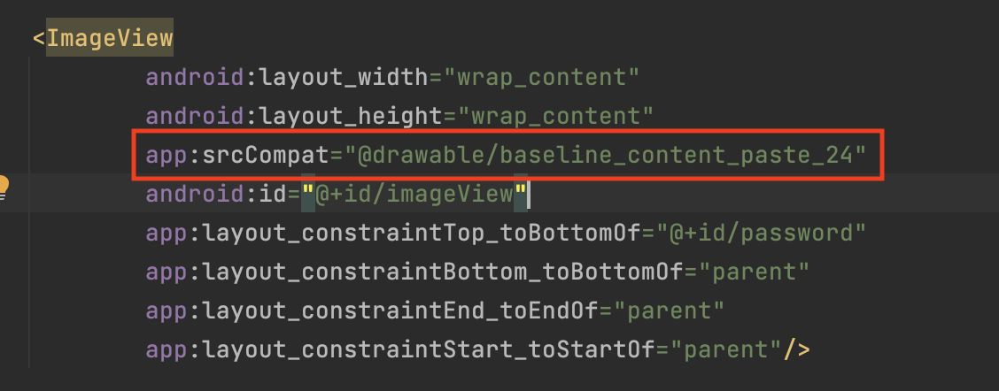 <ImageView
android:layout_width="wrap_content"
android:layout_height="wrap_content"
app:srcCompat="@drawable/baseline_content_paste_24"
android:id="@+id/imageView"
app:layout_constraintTop_toBottomOf="@+id/password"
app:layout_constraintBottom_toBottomOf="parent"
app:layout_constraintEnd_toEndOf="parent"
app:layout_constraintStart_toStartOf="parent"/>